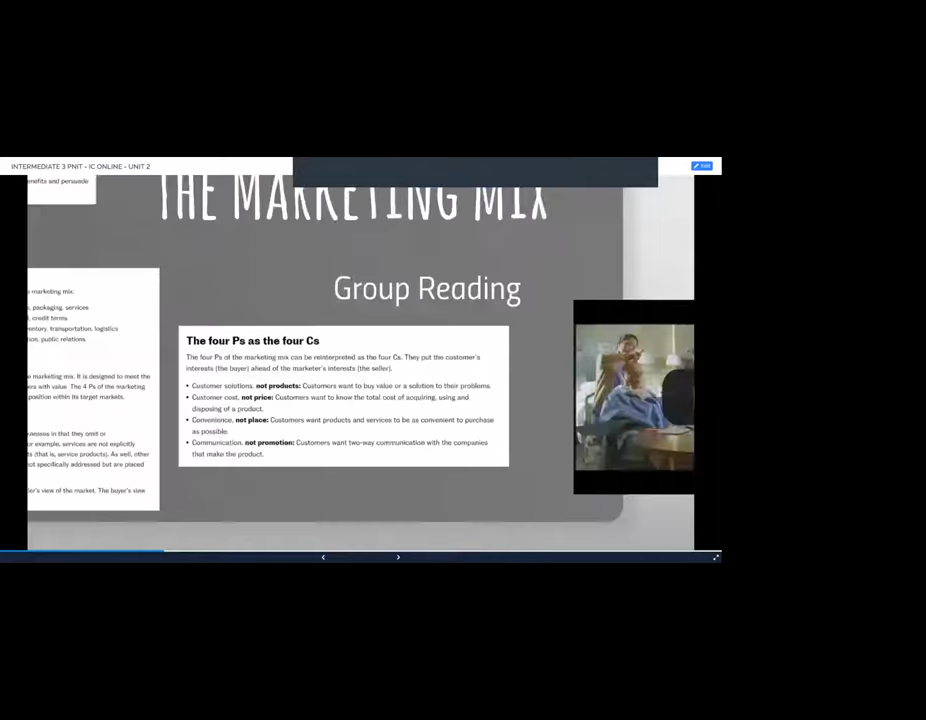 INTERMEDIATE 3 PNIT - IC ONLINE - UNIT 2
Edit
enefits and persuade
THE MARKETING MIX
Group Reading
e marketing mix:
, packaging, services
, credit terms
ventory, transportation, logistics
tion, public relations
e marketing mix. It is designed to meet the
ers with value The 4 Ps of the marketing
position within its target markets.
in that they omit or
or example, services are not explicitly
ts (that is, service products). As well, other
not specifically addressed but are placed
ler's view of the market. The buyer's view
The four Ps as the four Cs
The four Ps of the marketing mix can be reinterpreted as the four Cs. They put the customer's
interests (the buyer) ahead of the marketer's interests (the seller).
• Customer solutions, not products: Customers want to buy value or a solution to their problems.
• Customer cost, not price: Customers want to know the total cost of acquiring, using and
disposing of a product.
• Convenience, not place: Customers want products and services to be as convenient to purchase
as possible.
• Communication, not promotion: Customers want two-way communication with the companies
that make the product.